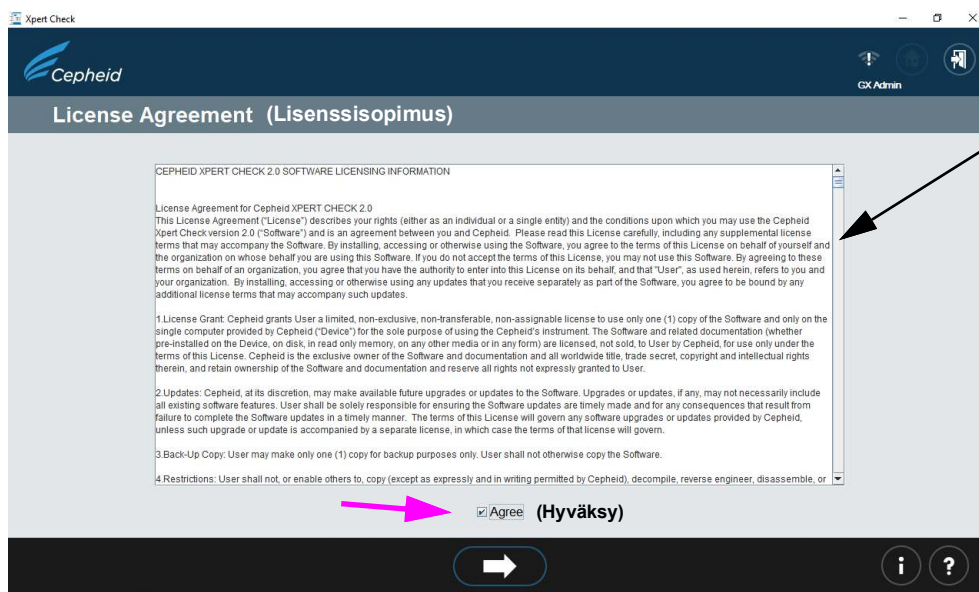 Xpert Check
Cepheid
GX Admin
License Agreement (Lisenssisopimus)
CEPHEID XPERT CHECK 2.0 SOFTWARE LICENSING INFORMATION
License Agreement for Cepheid XPERT CHECK 2.0
This License Agreement ("License") describes your rights (either as an individual or a single entity) and the conditions upon which you may use the Cepheid
Xpert Check version 2.0 ("Software") and is an agreement between you and Cepheid. Please read this License carefully, including any supplemental license
terms that may accompany the Software. By installing, accessing or otherwise using the Software, you agree to the terms of this License on behalf of yourself and
the organization on whose behalf you are using this Software. If you do not accept the terms of this License, you may not use this Software. By agreeing to these
terms on behalf of an organization, you agree that you have the authority to enter into this License on its behalf, and that "User", as used herein, refers to you and
your organization. By installing, accessing or otherwise using any updates that you receive separately as part of the Software, you agree to be bound by any
additional license terms that may accompany such updates.
1.License Grant: Cepheid grants User a limited, non-exclusive, non-transferable, non-assignable license to use only one (1) copy of the Software and only on the
single computer provided by Cepheid ("Device") for the sole purpose of using the Cepheid's instrument. The Software and related documentation (whether
pre-installed on the Device, on disk, in read only memory, on any other media or in any form) are licensed, not sold, to User by Cepheid, for use only under the
terms of this License. Cepheid is the exclusive owner of the Software and documentation and all worldwide title, trade secret, copyright and intellectual rights
therein, and retain ownership of the Software and documentation and reserve all rights not expressly granted to User.
2.Updates: Cepheid, at its discretion, may make available future upgrades or updates to the Software. Upgrades or updates, if any, may not necessarily include
all existing software features. User shall be solely responsible for ensuring the Software updates are timely made and for any consequences that result from
failure to complete the Software updates in a timely manner. The terms of this License will govern any software upgrades or updates provided by Cepheid,
unless such upgrade or update is accompanied by a separate license, in which case the terms of that license will govern.
3.Back-Up Copy: User may make only one (1) copy for backup purposes only. User shall not otherwise copy the Software.
4.Restrictions: User shall not, or enable others to, copy (except as expressly and in writing permitted by Cepheid), decompile, reverse engineer, disassemble, or
Agree (Hyväksy)
i ?